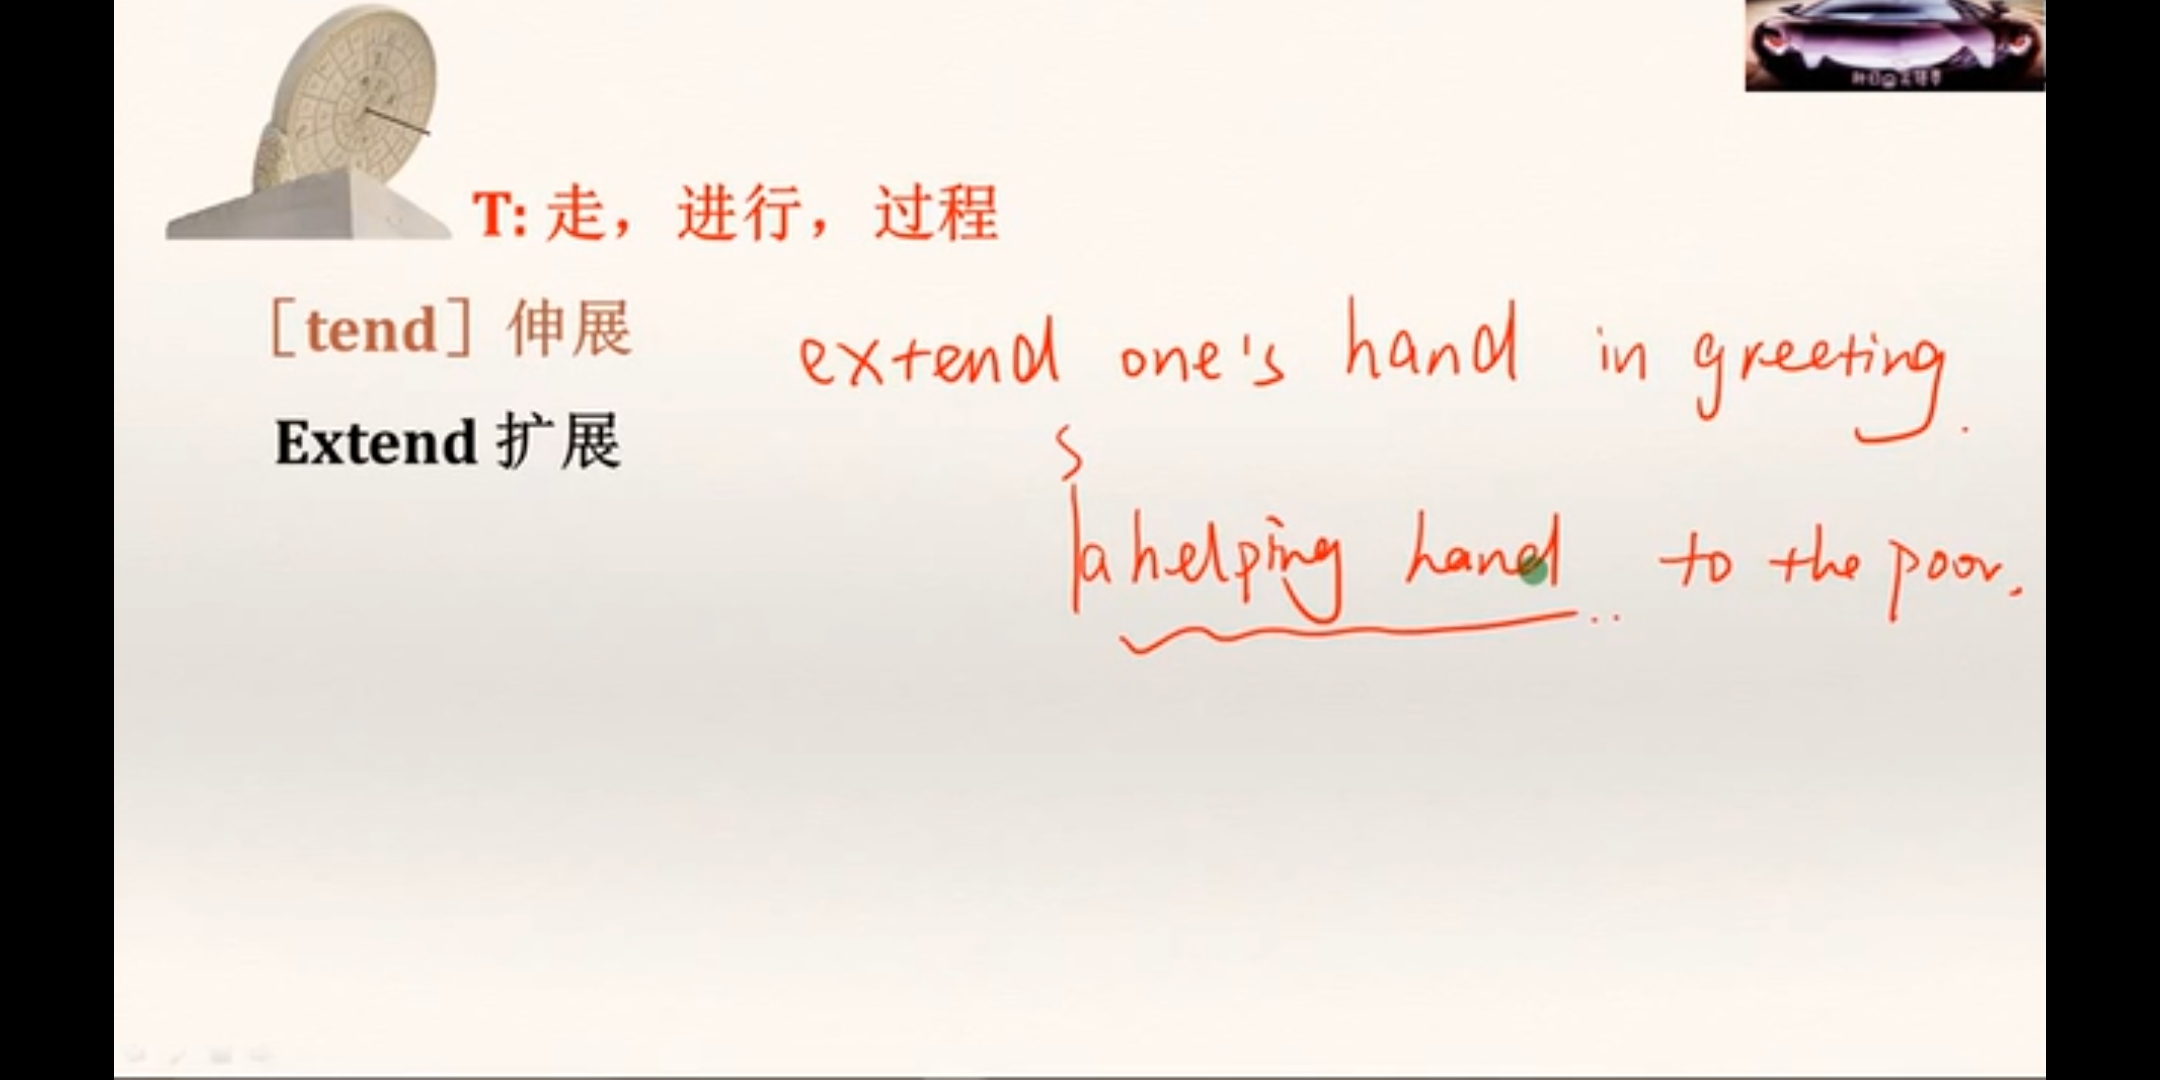 T: 走，进行，过程
［tend］伸展
extend one's hand in greeting.
Extend 扩展
s
a helping hand to the poor.